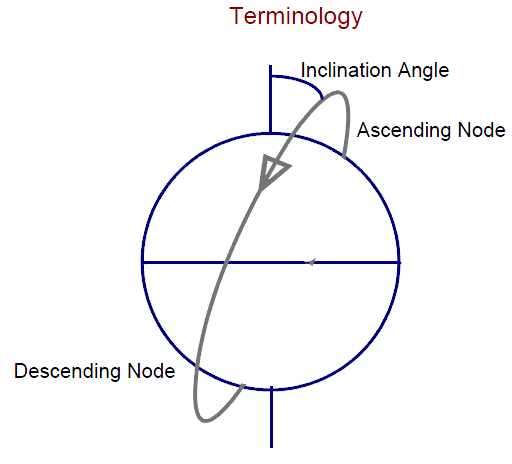 Terminology
Inclination Angle
Ascending Node
Descending Node